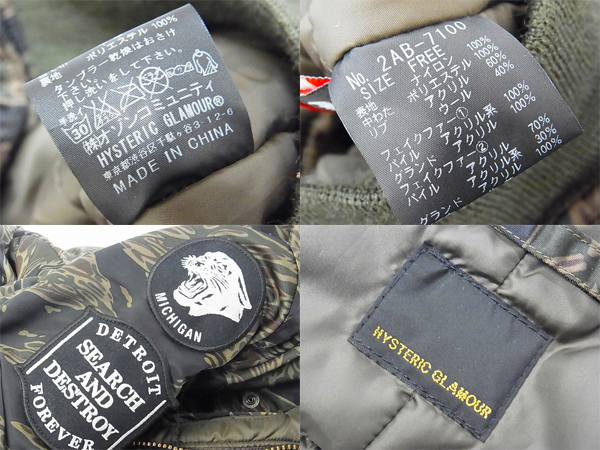 裏地 ポリエステル 100%
タンブラー乾燥はおさけ
下さい。
押し洗いをしてください。
30
㈱オゾンコミュニティ
HYSTERIC GLAMOUR®
東京都渋谷区千駄ヶ谷3-12-6
MADE IN CHINA
No. 2AB-7100
SIZE FREE
表地 ナイロン 100%
中わた ポリエステル 100%
リブ アクリル 60%
ウール 40%
フェイクファー①
パイル アクリル系 100%
グランド アクリル 100%
フェイクファー②
パイル アクリル系 70%
アクリル 30%
グランド アクリル 100%
MICHIGAN
DETROIT
SEARCH
AND
DESTROY
FOREVER
HYSTERIC GLAMOUR